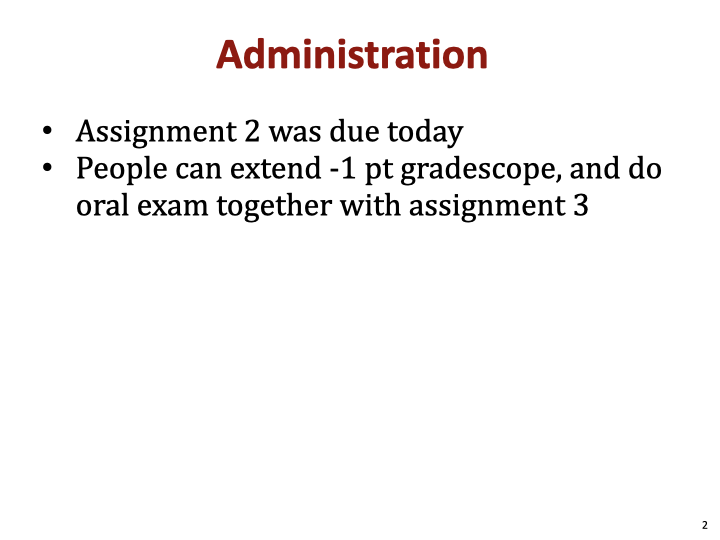 Administration
• Assignment 2 was due today
• People can extend -1 pt gradescope, and do
oral exam together with assignment 3
2